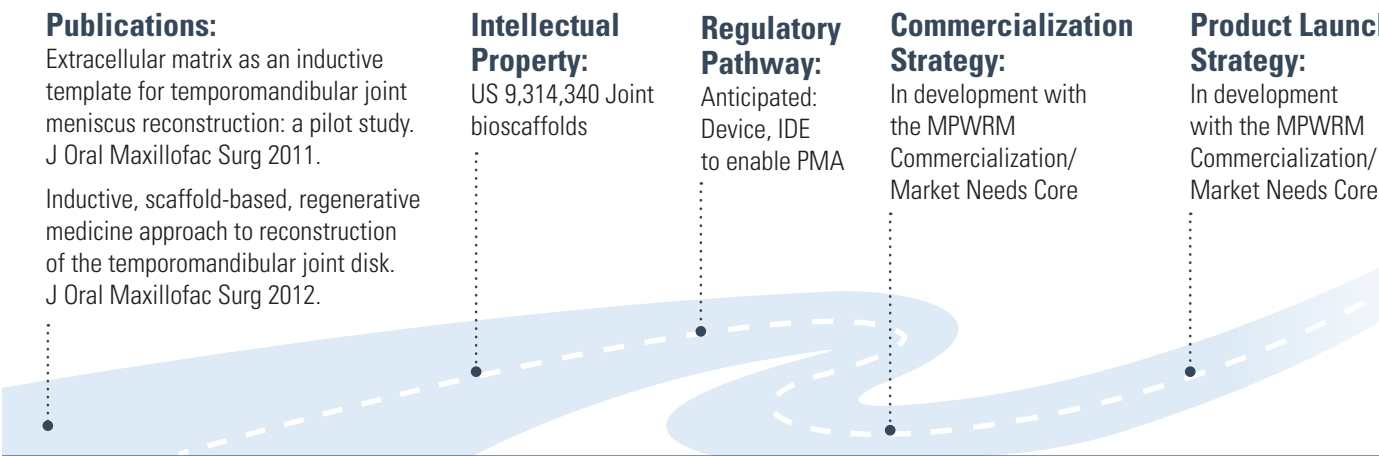 Publications:
Extracellular matrix as an inductive
template for temporomandibular joint
meniscus reconstruction: a pilot study.
J Oral Maxillofac Surg 2011.
Inductive, scaffold-based, regenerative
medicine approach to reconstruction
of the temporomandibular joint disk.
J Oral Maxillofac Surg 2012.
Intellectual
Property:
US 9,314,340 Joint
bioscaffolds
Regulatory
Pathway:
Anticipated:
Device, IDE
to enable PMA
Commercialization
Strategy:
In development with
the MPWRM
Commercialization/
Market Needs Core
Product Launch
Strategy:
In development
with the MPWRM
Commercialization/
Market Needs Core